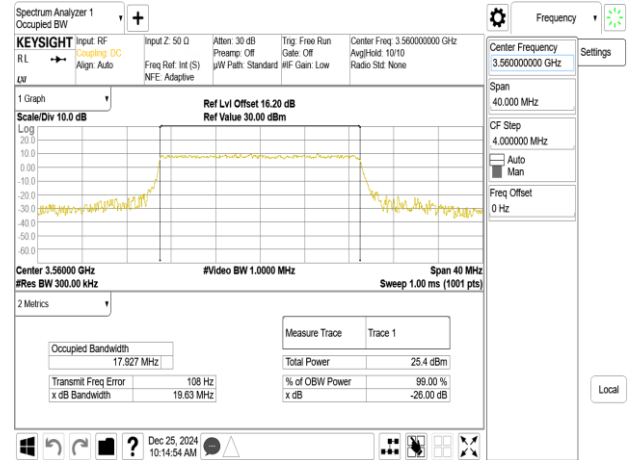 Spectrum Analyzer 1
Occupied BW
Frequency
KEYSIGHT Input: RF Input Z: 50 Ω Atten: 30 dB Trig: Free Run Center Freq: 3.560000000 GHz
RL Coupling: DC Preamp: Off Gate: Off Avg|Hold: 10/10
Align: Auto Freq Ref: Int (S) µW Path: Standard #IF Gain: Low Radio Std: None
LXI NFE: Adaptive
Center Frequency
3.560000000 GHz
Settings
Span
40.000 MHz
CF Step
4.000000 MHz
Auto
Man
Freq Offset
0 Hz
1 Graph
Ref Lvl Offset 16.20 dB
Scale/Div 10.0 dB Ref Value 30.00 dBm
Log
20.0
10.0
0.00
-10.0
-20.0
-30.0
-40.0
-50.0
-60.0
Center 3.56000 GHz #Video BW 1.0000 MHz Span 40 MHz
#Res BW 300.00 kHz Sweep 1.00 ms (1001 pts)
2 Metrics
Measure Trace Trace 1
Occupied Bandwidth
17.927 MHz
Total Power 25.4 dBm
Transmit Freq Error 108 Hz % of OBW Power 99.00 %
x dB Bandwidth 19.63 MHz x dB -26.00 dB
Local
? Dec 25, 2024
10:14:54 AM